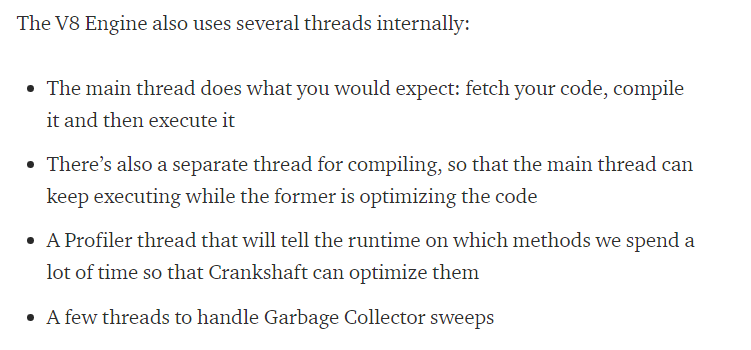 The V8 Engine also uses several threads internally:
• The main thread does what you would expect: fetch your code, compile
it and then execute it
• There’s also a separate thread for compiling, so that the main thread can
keep executing while the former is optimizing the code
• A Profiler thread that will tell the runtime on which methods we spend a
lot of time so that Crankshaft can optimize them
• A few threads to handle Garbage Collector sweeps